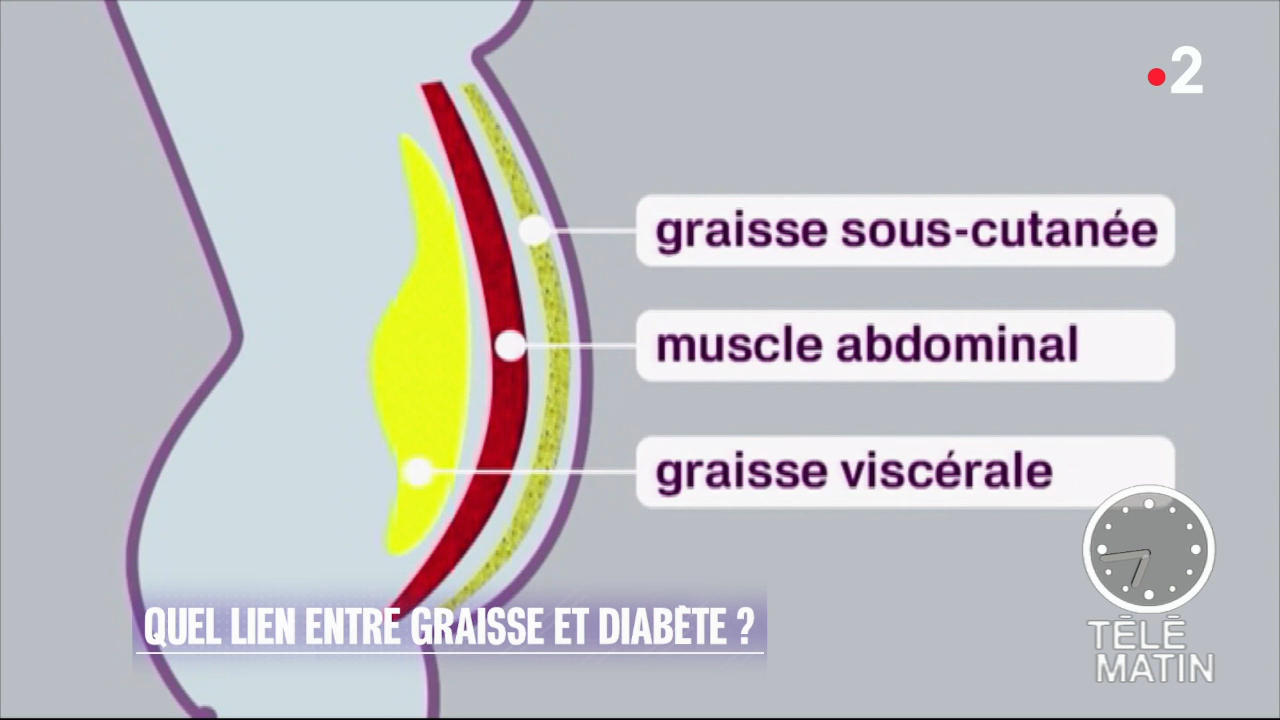 2
graisse sous-cutanée
muscle abdominal
graisse viscérale
QUEL LIEN ENTRE GRAISSE ET DIABÈTE ?
TÉLÉ
MATIN